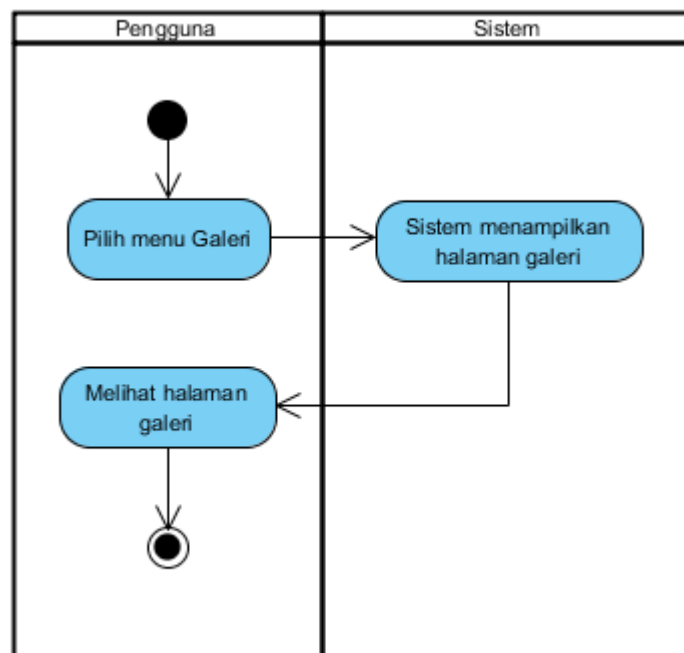 Pengguna
Sistem
Pilih menu Galeri
Sistem menampilkan
halaman galeri
Melihat halaman
galeri